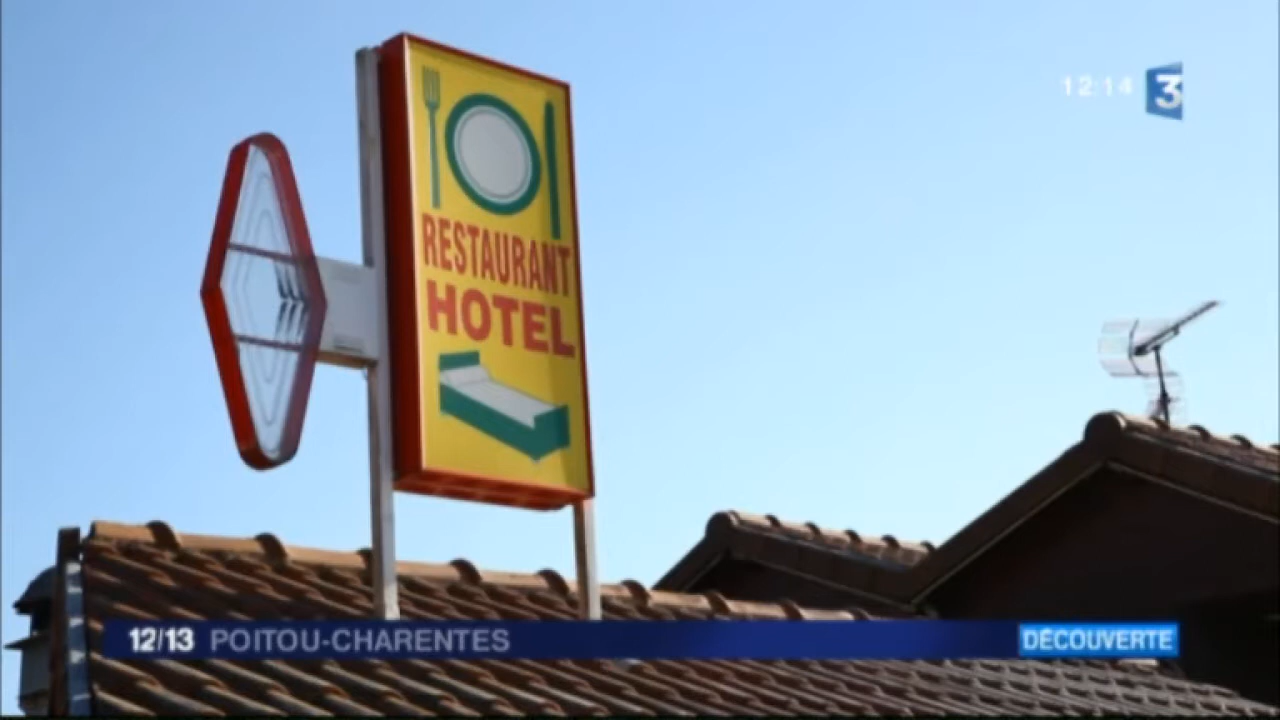 12:14 3
RESTAURANT
HOTEL
12/13 POITOU-CHARENTES
DÉCOUVERTE